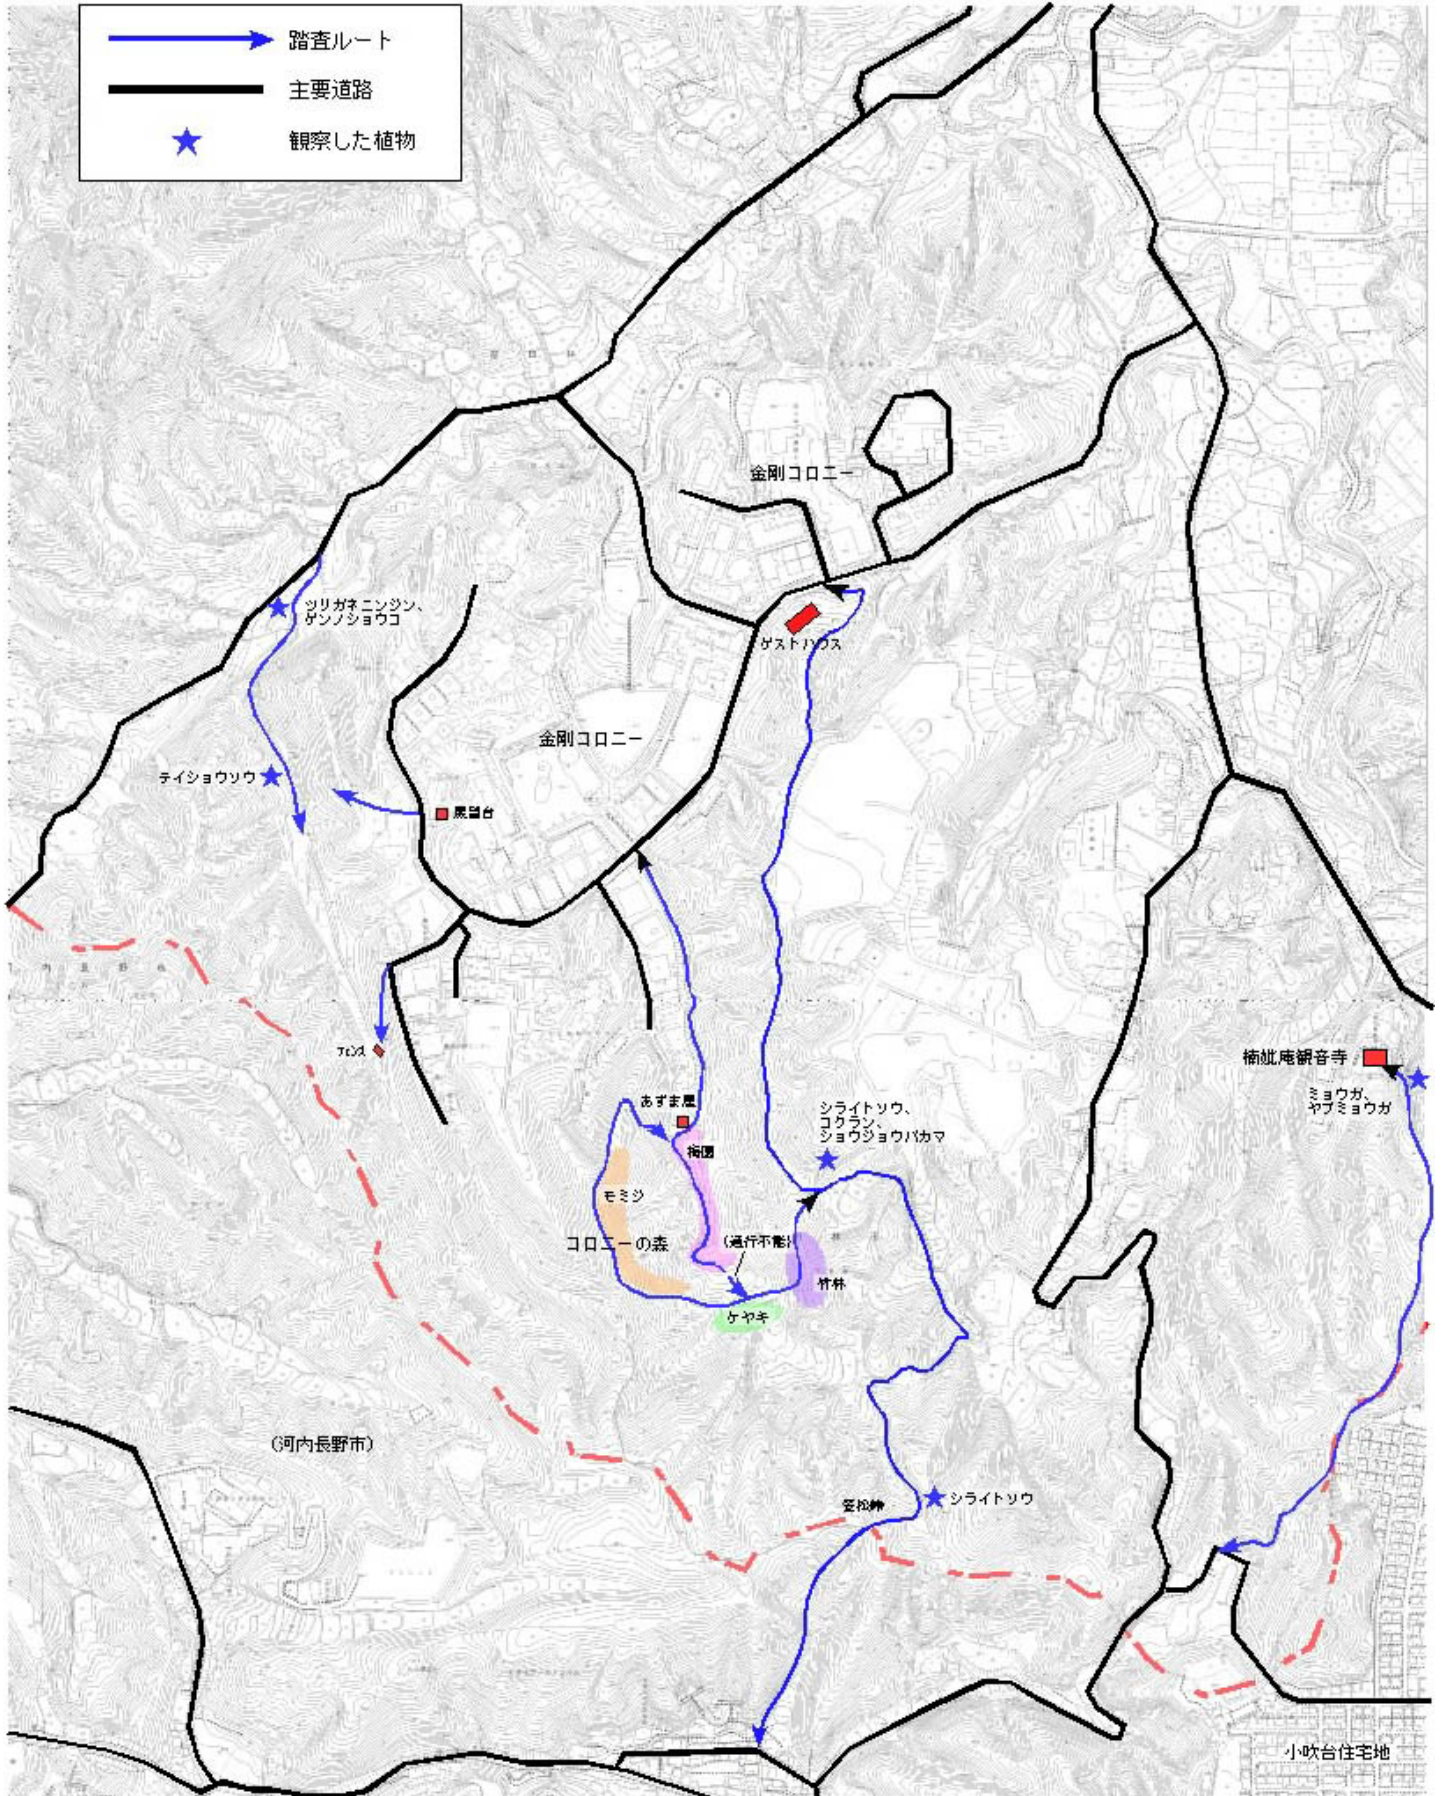 踏査ルート
主要道路
観察した植物
金剛コロニー
ツリガネニンジン、
ゲンノショウコ
ゲストハウス
金剛コロニー
テイショウソウ
展望台
フェンス
楠妣庵観音寺
ミョウガ、
ヤブミョウガ
あずま屋
シライトソウ、
コクラン、
ショウジョウバカマ
梅園
モミジ
コロニーの森
(通行不能)
竹林
ケヤキ
(河内長野市)
シライトソウ
笠松峠
小吹台住宅地